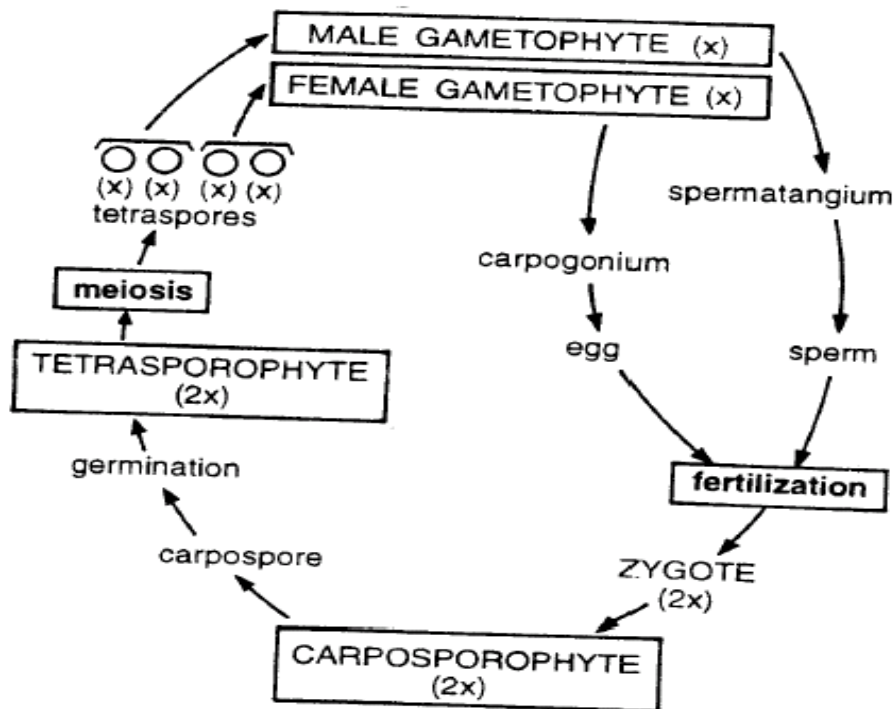 MALE GAMETOPHYTE (x)
FEMALE GAMETOPHYTE (x)
(x) (x) (x) (x)
tetraspores
spermatangium
carpogonium
meiosis
egg
sperm
TETRASPOROPHYTE
(2x)
germination
fertilization
carpospore
ZYGOTE
(2x)
CARPOSPOROPHYTE
(2x)